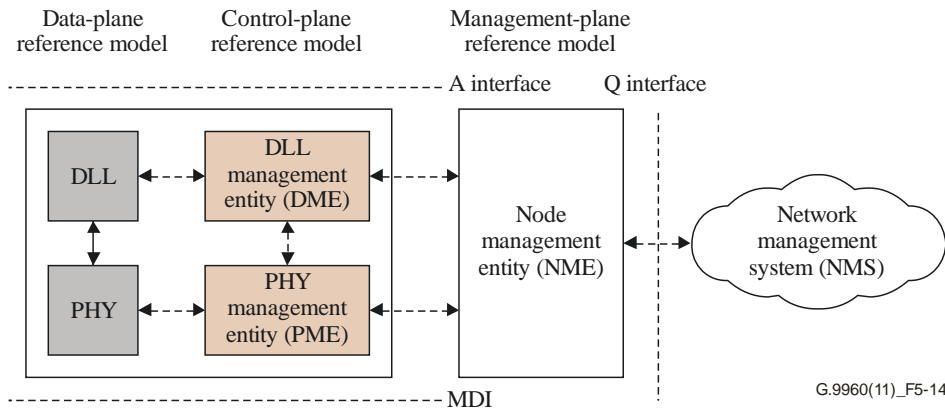 Data-plane
reference model
Control-plane
reference model
Management-plane
reference model
A interface
Q interface
DLL
DLL
management
entity (DME)
Node
management
entity (NME)
Network
management
system (NMS)
PHY
PHY
management
entity (PME)
MDI
G.9960(11)_F5-14